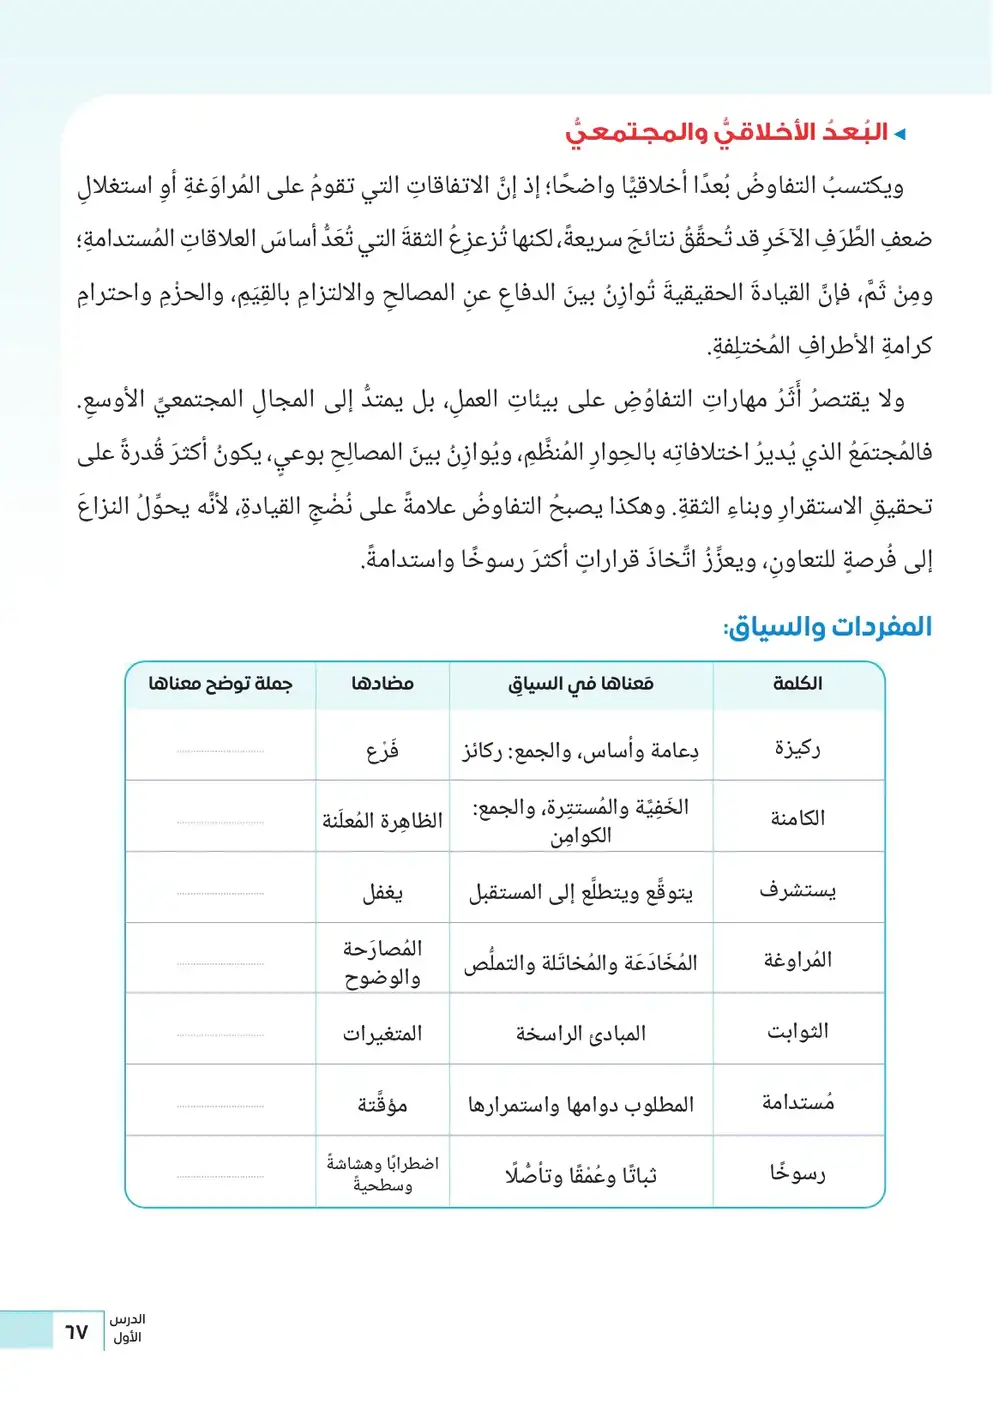 البُعدُ الأخلاقيُّ والمجتمعيُّ
ويكتسبُ التفاوضُ بُعدًا أخلاقيًّا واضحًا؛ إذ إنَّ الاتفاقاتِ التي تقومُ على المُراوَغةِ أوِ استغلالِ
ضعفِ الطَّرَفِ الآخَرِ قد تُحقِّقُ نتائجَ سريعةً، لكنها تُزعزِعُ الثقةَ التي تُعَدُّ أساسَ العلاقاتِ المُستدامةِ؛
ومِنْ ثَمَّ، فإنَّ القيادةَ الحقيقيةَ تُوازِنُ بينَ الدفاعِ عنِ المصالحِ والالتزامِ بالقِيَمِ، والحزْمِ واحترامِ
كرامةِ الأطرافِ المُختلِفةِ.
ولا يقتصرُ أَثَرُ مهاراتِ التفاوُضِ على بيئاتِ العملِ، بل يمتدُّ إلى المجالِ المجتمعيِّ الأوسعِ.
فالمُجتمَعُ الذي يُديرُ اختلافاتِه بالحِوارِ المُنظَّمِ، ويُوازِنُ بينَ المصالِحِ بوعيٍ، يكونُ أكثرَ قُدرةً على
تحقيقِ الاستقرارِ وبناءِ الثقةِ. وهكذا يصبحُ التفاوضُ علامةً على نُضْجِ القيادةِ، لأنَّه يحوِّلُ النزاعَ
إلى فُرصةٍ للتعاونِ، ويعزِّزُ اتِّخاذَ قراراتٍ أكثرَ رسوخًا واستدامةً.
المفردات والسياق:
الكلمة مَعناها في السياقِ مضادها جملة توضح معناها
ركيزة دِعامة وأساس، والجمع: ركائز فَرْع
الكامنة الخَفِيَّة والمُستتِرة، والجمع: الكوامِن الظاهِرة المُعلَنة
يستشرف يتوقَّع ويتطلَّع إلى المستقبل يغفل
المُراوغة المُخَادَعَة والمُخاتَلة والتملُّص المُصارَحة والوضوح
الثوابت المبادئ الراسخة المتغيرات
مُستدامة المطلوب دوامها واستمرارها مؤقَّتة
رسوخًا ثباتًا وعُمْقًا وتأصُّلًا اضطرابًا وهشاشةً وسطحيةً
الدرس
الأول
٦٧